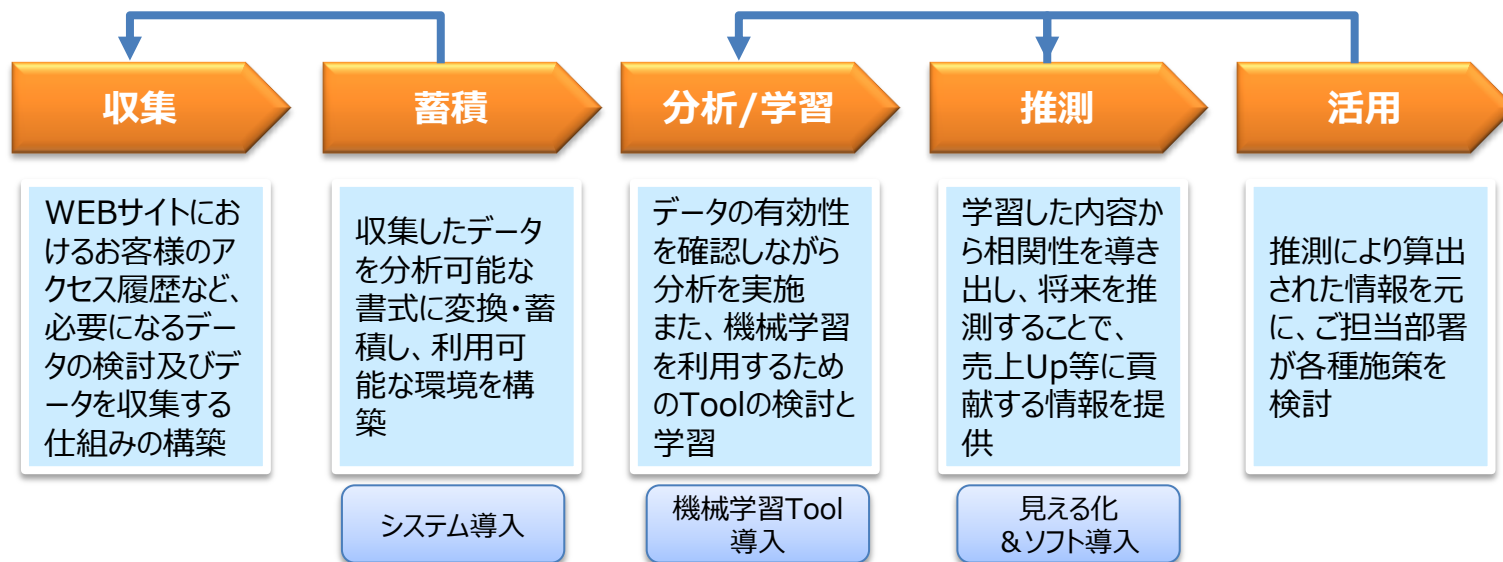 収集
蓄積
分析/学習
推測
活用
WEBサイトにお
けるお客様のア
クセス履歴など、
必要になるデー
タの検討及びデ
ータを収集する
仕組みの構築
収集したデータ
を分析可能な
書式に変換・蓄
積し、利用可
能な環境を構
築
データの有効性
を確認しながら
分析を実施
また、機械学習
を利用するため
のToolの検討と
学習
学習した内容か
ら相関性を導き
出し、将来を推
測することで、
売上Up等に貢
献する情報を提
供
推測により算出
された情報を元
に、ご担当部署
が各種施策を
検討
システム導入
機械学習Tool
導入
見える化
＆ソフト導入